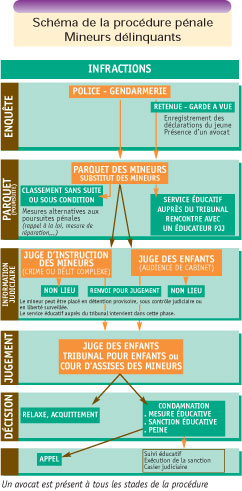 Schéma de la procédure pénale
Mineurs délinquants
INFRACTIONS
ENQUÊTE
POLICE - GENDARMERIE
RETENUE - GARDE A VUE
Enregistrement des
déclarations du jeune
Présence d'un avocat
PARQUET
(POURSUITE)
PARQUET DES MINEURS
SUBSTITUT DES MINEURS
CLASSEMENT SANS SUITE
OU SOUS CONDITION
Mesures alternatives aux
poursuites pénales
(rappel à la loi, mesure de
réparation...)
SERVICE ÉDUCATIF
AUPRÈS DU TRIBUNAL
RENCONTRE AVEC
UN ÉDUCATEUR PJJ
INFORMATION
JUDICIAIRE
JUGE D'INSTRUCTION
DES MINEURS
(CRIME OU DÉLIT COMPLEXE)
JUGE DES ENFANTS
(AUDIENCE DE CABINET)
NON LIEU
RENVOI POUR JUGEMENT
NON LIEU
Le mineur peut être placé en détention provisoire, sous contrôle judiciaire ou
en liberté surveillée.
Le service éducatif auprès du tribunal intervient dans cette phase.
JUGEMENT
JUGE DES ENFANTS
TRIBUNAL POUR ENFANTS OU
COUR D'ASSISES DES MINEURS
DÉCISION
RELAXE, ACQUITEMENT
CONDAMNATION
. MESURE ÉDUCATIVE
. SANCTION ÉDUCATIVE
. PEINE
APPEL
Suivi éducatif
Exécution de la sanction
Casier judiciaire
Un avocat est présent à tous les stades de la procédure